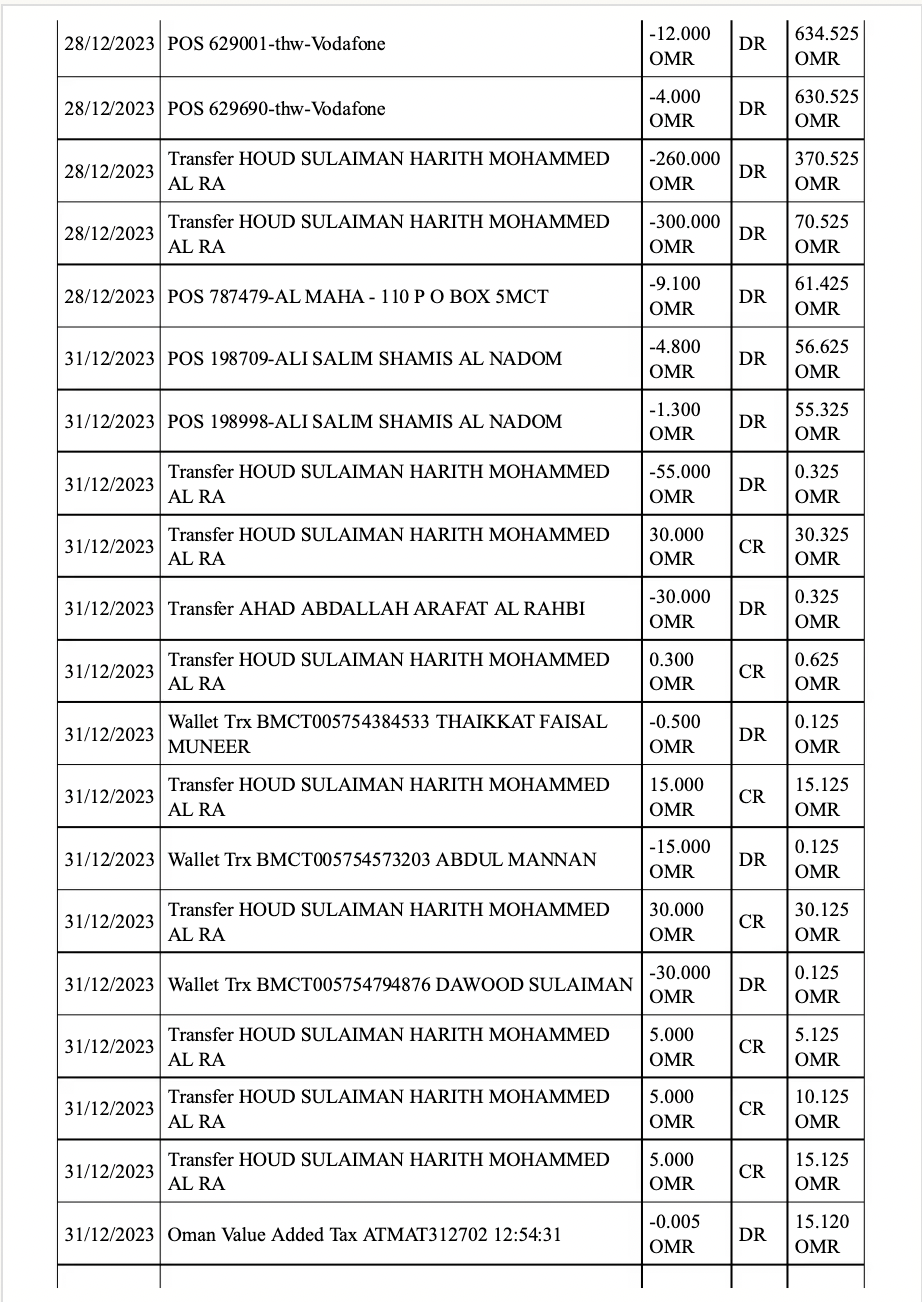 28/12/2023 POS 629001-thw-Vodafone -12.000 OMR DR 634.525 OMR
28/12/2023 POS 629690-thw-Vodafone -4.000 OMR DR 630.525 OMR
28/12/2023 Transfer HOUD SULAIMAN HARITH MOHAMMED AL RA -260.000 OMR DR 370.525 OMR
28/12/2023 Transfer HOUD SULAIMAN HARITH MOHAMMED AL RA -300.000 OMR DR 70.525 OMR
28/12/2023 POS 787479-AL MAHA - 110 P O BOX 5MCT -9.100 OMR DR 61.425 OMR
31/12/2023 POS 198709-ALI SALIM SHAMIS AL NADOM -4.800 OMR DR 56.625 OMR
31/12/2023 POS 198998-ALI SALIM SHAMIS AL NADOM -1.300 OMR DR 55.325 OMR
31/12/2023 Transfer HOUD SULAIMAN HARITH MOHAMMED AL RA -55.000 OMR DR 0.325 OMR
31/12/2023 Transfer HOUD SULAIMAN HARITH MOHAMMED AL RA 30.000 OMR CR 30.325 OMR
31/12/2023 Transfer AHAD ABDALLAH ARAFAT AL RAHBI -30.000 OMR DR 0.325 OMR
31/12/2023 Transfer HOUD SULAIMAN HARITH MOHAMMED AL RA 0.300 OMR CR 0.625 OMR
31/12/2023 Wallet Trx BMCT005754384533 THAIKKAT FAISAL MUNEER -0.500 OMR DR 0.125 OMR
31/12/2023 Transfer HOUD SULAIMAN HARITH MOHAMMED AL RA 15.000 OMR CR 15.125 OMR
31/12/2023 Wallet Trx BMCT005754573203 ABDUL MANNAN -15.000 OMR DR 0.125 OMR
31/12/2023 Transfer HOUD SULAIMAN HARITH MOHAMMED AL RA 30.000 OMR CR 30.125 OMR
31/12/2023 Wallet Trx BMCT005754794876 DAWOOD SULAIMAN -30.000 OMR DR 0.125 OMR
31/12/2023 Transfer HOUD SULAIMAN HARITH MOHAMMED AL RA 5.000 OMR CR 5.125 OMR
31/12/2023 Transfer HOUD SULAIMAN HARITH MOHAMMED AL RA 5.000 OMR CR 10.125 OMR
31/12/2023 Transfer HOUD SULAIMAN HARITH MOHAMMED AL RA 5.000 OMR CR 15.125 OMR
31/12/2023 Oman Value Added Tax ATMAT312702 12:54:31 -0.005 OMR DR 15.120 OMR